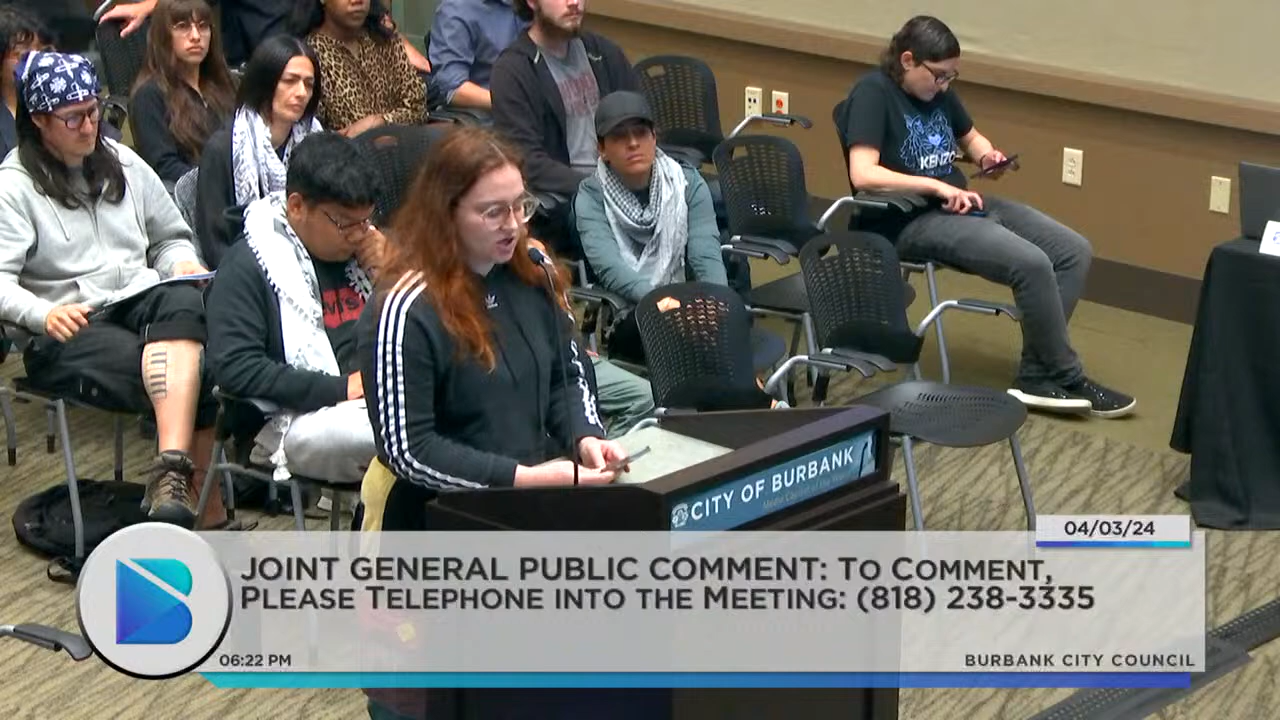 KENZO
CITY OF BURBANK
04/03/24
JOINT GENERAL PUBLIC COMMENT: TO COMMENT,
PLEASE TELEPHONE INTO THE MEETING: (818) 238-3335
06:22 PM
BURBANK CITY COUNCIL